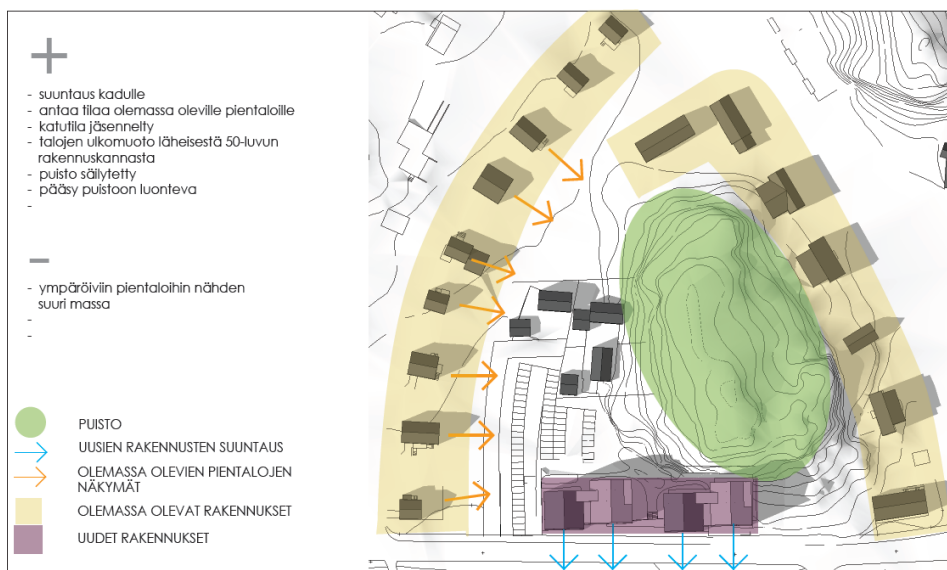 +
- suuntaus kadulle
- antaa tilaa olemassa oleville pientaloille
- katutila jäsennelty
- talojen ulkomuoto läheisestä 50-luvun
rakennuskannasta
- puisto säilytetty
- pääsy puistoon luonteva
-
-
- ympäröiviin pientaloihin nähden
suuri massa
-
-
PUISTO
UUSIEN RAKENNUSTEN SUUNTAUS
OLEMASSA OLEVIEN PIENTALOJEN
NÄKYMÄT
OLEMASSA OLEVAT RAKENNUKSET
UUDET RAKENNUKSET